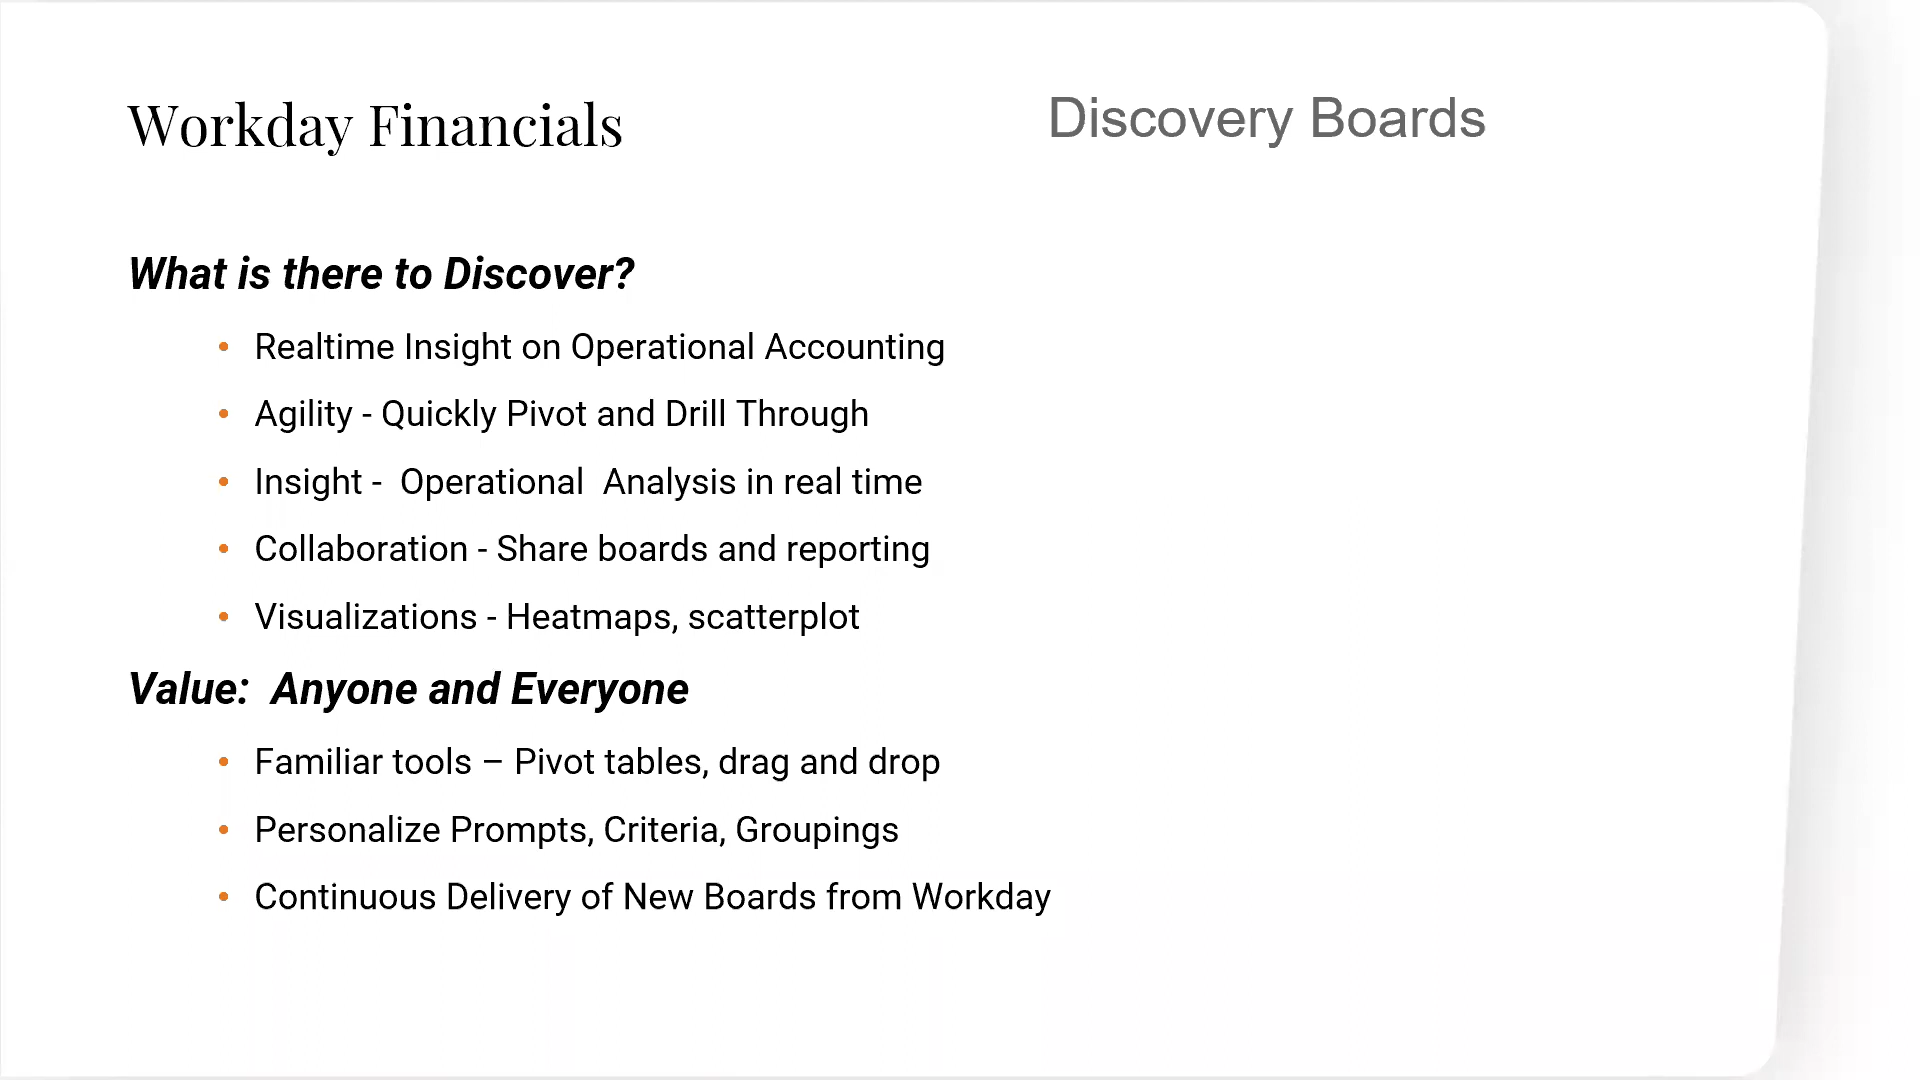 Workday Financials
Discovery Boards
What is there to Discover?
• Realtime Insight on Operational Accounting
• Agility - Quickly Pivot and Drill Through
• Insight -  Operational  Analysis in real time
• Collaboration - Share boards and reporting
• Visualizations - Heatmaps, scatterplot
Value:  Anyone and Everyone
• Familiar tools – Pivot tables, drag and drop
• Personalize Prompts, Criteria, Groupings
• Continuous Delivery of New Boards from Workday